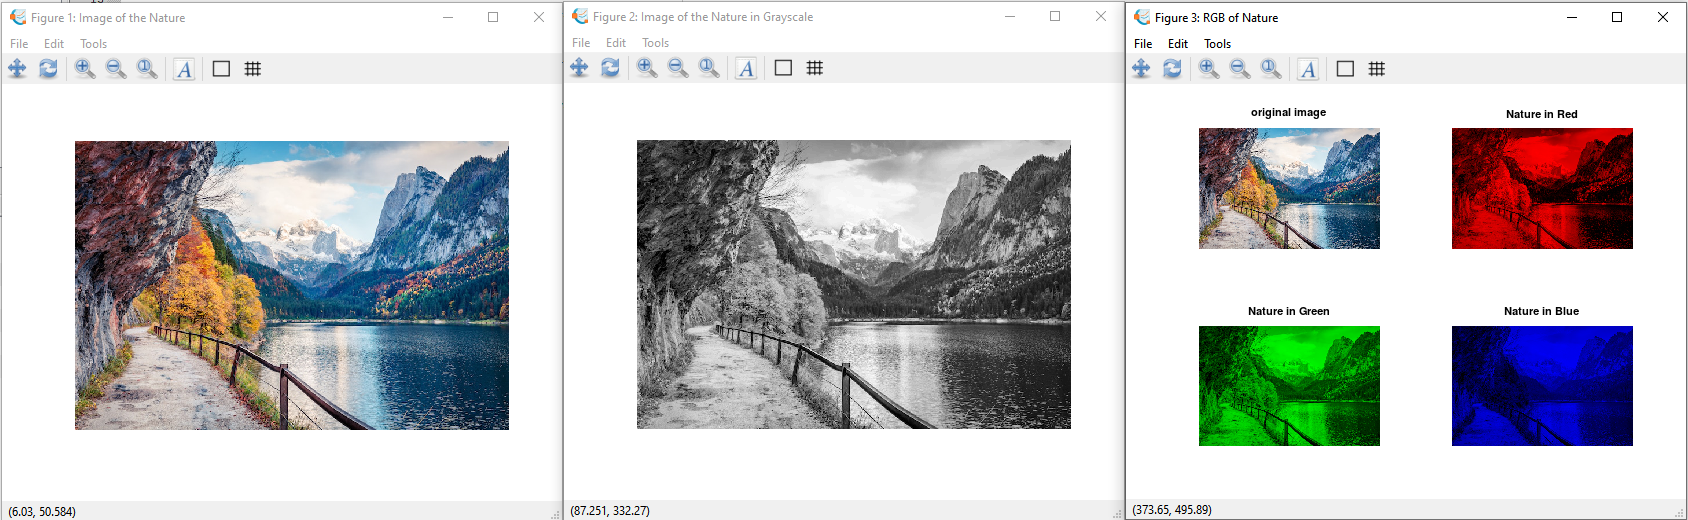 Figure 1: Image of the Nature
File Edit Tools
A
(6.03, 50.584)
Figure 2: Image of the Nature in Grayscale
File Edit Tools
A
(87.251, 332.27)
Figure 3: RGB of Nature
File Edit Tools
A
original image
Nature in Red
Nature in Green
Nature in Blue
(373.65, 495.89)